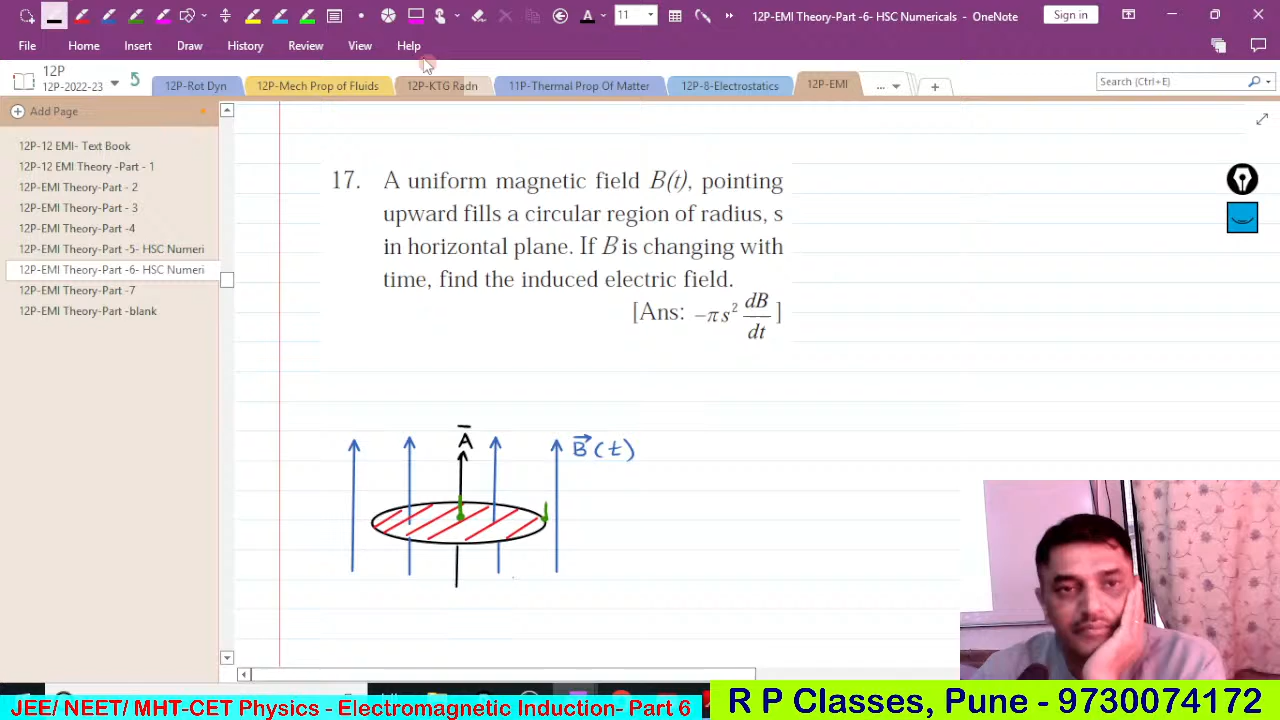 11
12P-EMI Theory-Part -6- HSC Numericals - OneNote
Sign in
File
Home
Insert
Draw
History
Review
View
Help
12P
12P-2022-23
12P-Rot Dyn
12P-Mech Prop of Fluids
12P-KTG Radn
11P-Thermal Prop Of Matter
12P-8-Electrostatics
12P-EMI
...
Search (Ctrl+E)
Add Page
12P-12 EMI- Text Book
12P-12 EMI Theory -Part - 1
12P-EMI Theory-Part - 2
12P-EMI Theory-Part - 3
12P-EMI Theory-Part -4
12P-EMI Theory-Part -5- HSC Numeri
12P-EMI Theory-Part -6- HSC Numeri
12P-EMI Theory-Part -7
12P-EMI Theory-Part -blank
17. A uniform magnetic field B(t), pointing
upward fills a circular region of radius, s
in horizontal plane. If B is changing with
time, find the induced electric field.
[Ans: −πs² dB/dt]
A̅
B⃗(t)
JEE/ NEET/ MHT-CET Physics - Electromagnetic Induction- Part 6
R P Classes, Pune - 9730074172